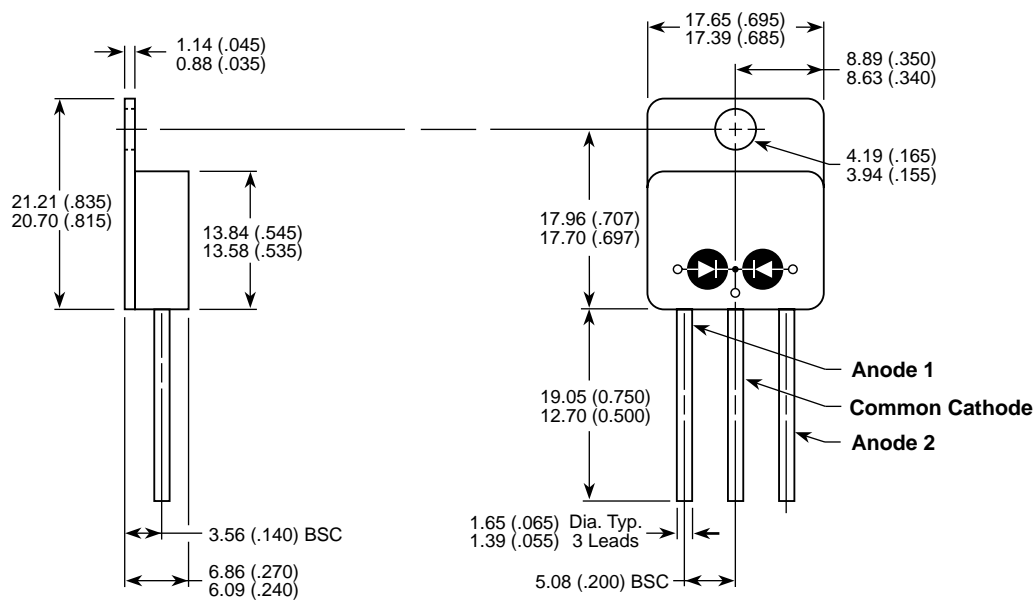 1.14 (.045)
0.88 (.035)
17.65 (.695)
17.39 (.685)
8.89 (.350)
8.63 (.340)
4.19 (.165)
3.94 (.155)
21.21 (.835)
20.70 (.815)
13.84 (.545)
13.58 (.535)
17.96 (.707)
17.70 (.697)
19.05 (0.750)
12.70 (0.500)
Anode 1
Common Cathode
Anode 2
3.56 (.140) BSC
6.86 (.270)
6.09 (.240)
1.65 (.065) Dia. Typ.
1.39 (.055) 3 Leads
5.08 (.200) BSC